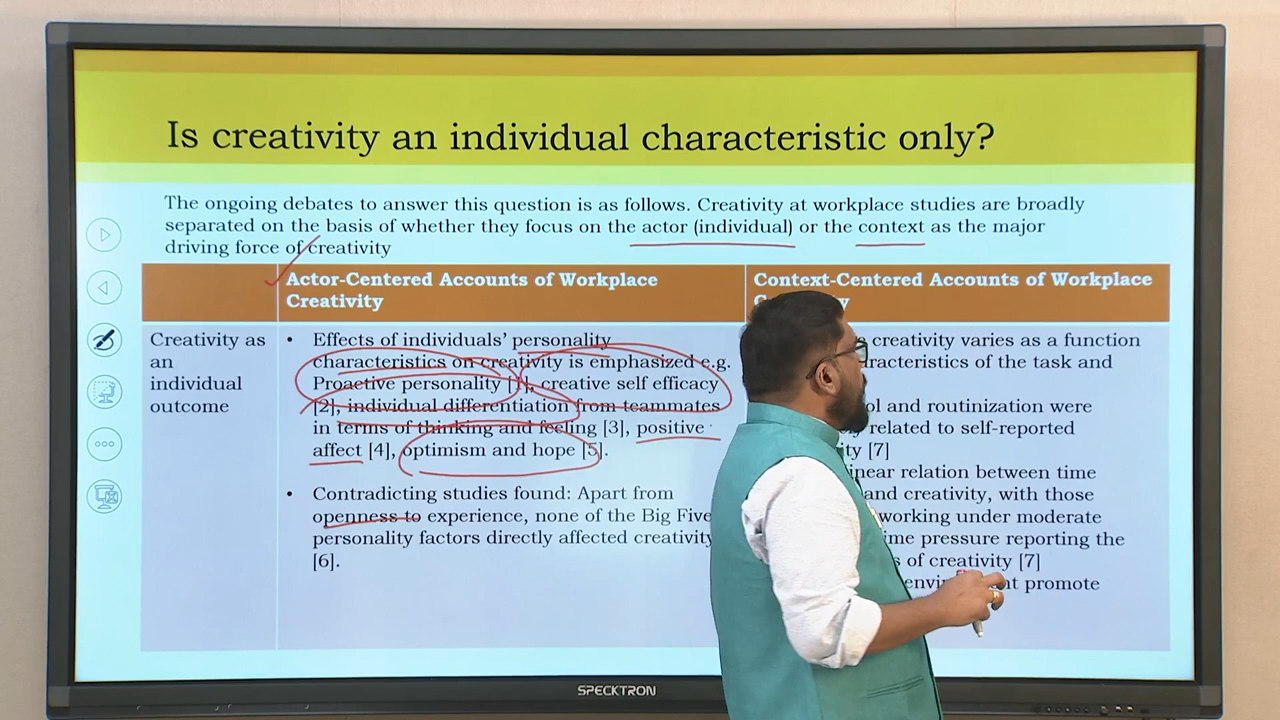 Is creativity an individual characteristic only?
The ongoing debates to answer this question is as follows. Creativity at workplace studies are broadly
separated on the basis of whether they focus on the actor (individual) or the context as the major
driving force of creativity
Actor-Centered Accounts of Workplace
Creativity
Context-Centered Accounts of Workplace
Creativity as
an
individual
outcome
• Effects of individuals' personality
characteristics on creativity is emphasized e.g.
Proactive personality [1], creative self efficacy
[2], individual differentiation from teammates
in terms of thinking and feeling [3], positive
affect [4], optimism and hope [5].
• Contradicting studies found: Apart from
openness to experience, none of the Big Five
personality factors directly affected creativity
[6].
creativity varies as a function
characteristics of the task and
and routinization were
related to self-reported
[7]
relation between time
and creativity, with those
working under moderate
time pressure reporting the
of creativity [7]
promote
SPECKTRON